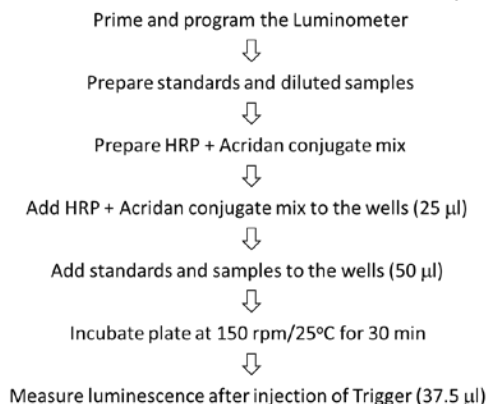 Prime and program the Luminometer
⇩
Prepare standards and diluted samples
⇩
Prepare HRP + Acridan conjugate mix
⇩
Add HRP + Acridan conjugate mix to the wells (25 µl)
⇩
Add standards and samples to the wells (50 µl)
⇩
Incubate plate at 150 rpm/25°C for 30 min
⇩
Measure luminescence after injection of Trigger (37.5 µl)